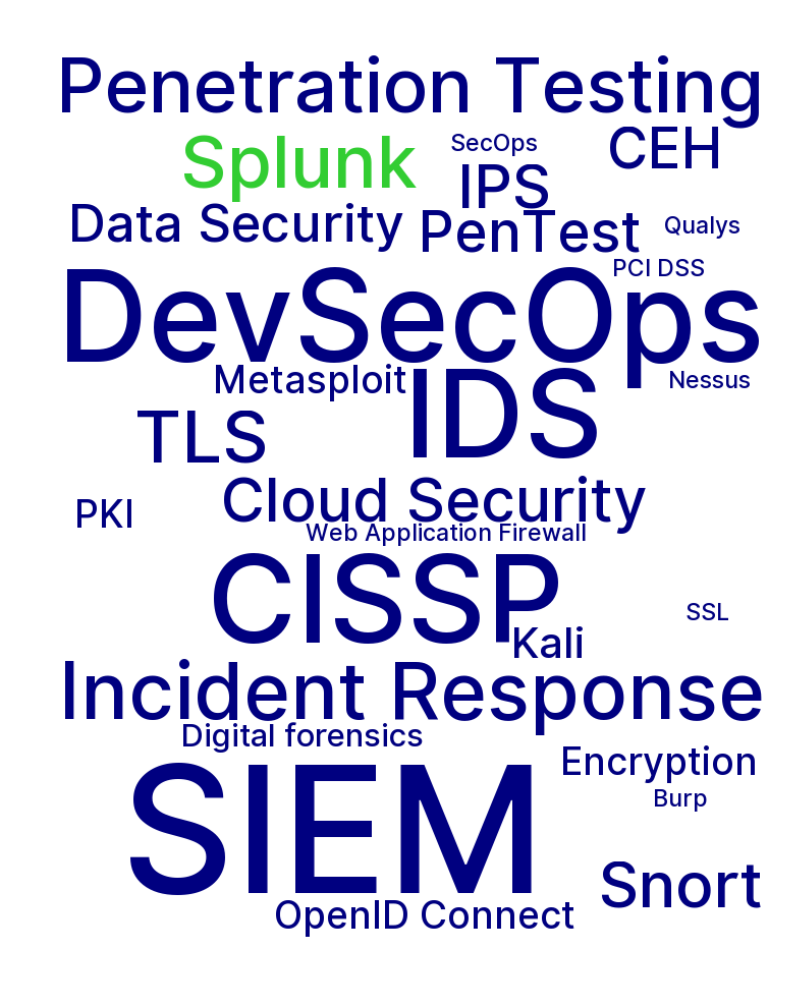 Penetration Testing
Splunk
SecOps
CEH
IPS
Data Security
PenTest
Qualys
PCI DSS
DevSecOps
Metasploit
IDS
Nessus
TLS
Cloud Security
PKI
Web Application Firewall
CISSP
SSL
Kali
Incident Response
Digital forensics
Encryption
SIEM
Burp
Snort
OpenID Connect